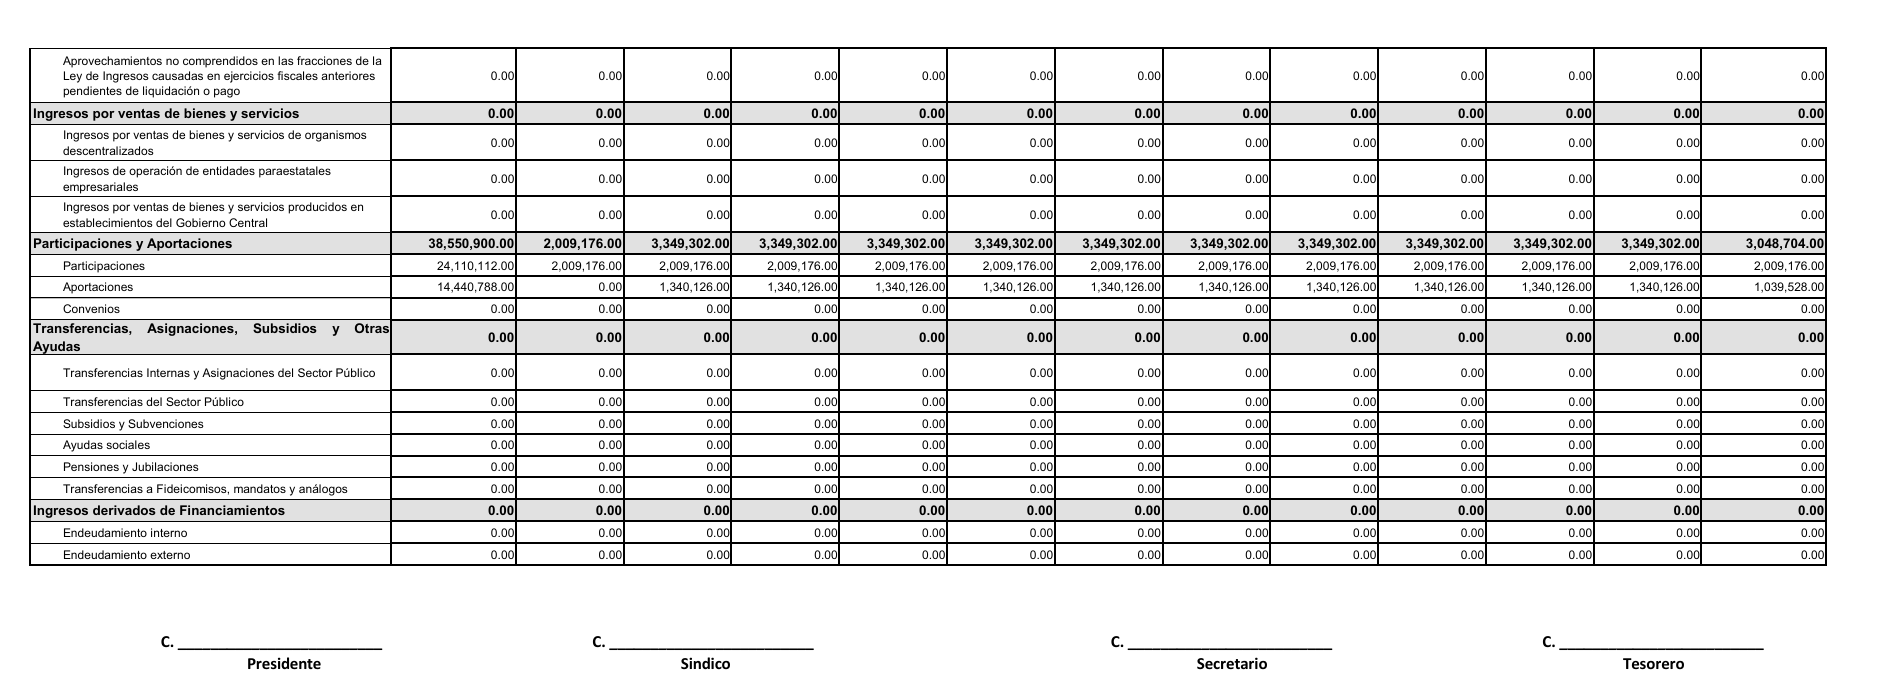 Aprovechamientos no comprendidos en las fracciones de la
Ley de Ingresos causadas en ejercicios fiscales anteriores
pendientes de liquidación o pago
0.00 0.00 0.00 0.00 0.00 0.00 0.00 0.00 0.00 0.00 0.00 0.00 0.00
Ingresos por ventas de bienes y servicios 0.00 0.00 0.00 0.00 0.00 0.00 0.00 0.00 0.00 0.00 0.00 0.00 0.00
Ingresos por ventas de bienes y servicios de organismos
descentralizados
0.00 0.00 0.00 0.00 0.00 0.00 0.00 0.00 0.00 0.00 0.00 0.00 0.00
Ingresos de operación de entidades paraestatales
empresariales
0.00 0.00 0.00 0.00 0.00 0.00 0.00 0.00 0.00 0.00 0.00 0.00 0.00
Ingresos por ventas de bienes y servicios producidos en
establecimientos del Gobierno Central
0.00 0.00 0.00 0.00 0.00 0.00 0.00 0.00 0.00 0.00 0.00 0.00 0.00
Participaciones y Aportaciones 38,550,900.00 2,009,176.00 3,349,302.00 3,349,302.00 3,349,302.00 3,349,302.00 3,349,302.00 3,349,302.00 3,349,302.00 3,349,302.00 3,349,302.00 3,349,302.00 3,048,704.00
Participaciones 24,110,112.00 2,009,176.00 2,009,176.00 2,009,176.00 2,009,176.00 2,009,176.00 2,009,176.00 2,009,176.00 2,009,176.00 2,009,176.00 2,009,176.00 2,009,176.00 2,009,176.00
Aportaciones 14,440,788.00 0.00 1,340,126.00 1,340,126.00 1,340,126.00 1,340,126.00 1,340,126.00 1,340,126.00 1,340,126.00 1,340,126.00 1,340,126.00 1,340,126.00 1,039,528.00
Convenios 0.00 0.00 0.00 0.00 0.00 0.00 0.00 0.00 0.00 0.00 0.00 0.00 0.00
Transferencias, Asignaciones, Subsidios y Otras
Ayudas
0.00 0.00 0.00 0.00 0.00 0.00 0.00 0.00 0.00 0.00 0.00 0.00 0.00
Transferencias Internas y Asignaciones del Sector Público 0.00 0.00 0.00 0.00 0.00 0.00 0.00 0.00 0.00 0.00 0.00 0.00 0.00
Transferencias del Sector Público 0.00 0.00 0.00 0.00 0.00 0.00 0.00 0.00 0.00 0.00 0.00 0.00 0.00
Subsidios y Subvenciones 0.00 0.00 0.00 0.00 0.00 0.00 0.00 0.00 0.00 0.00 0.00 0.00 0.00
Ayudas sociales 0.00 0.00 0.00 0.00 0.00 0.00 0.00 0.00 0.00 0.00 0.00 0.00 0.00
Pensiones y Jubilaciones 0.00 0.00 0.00 0.00 0.00 0.00 0.00 0.00 0.00 0.00 0.00 0.00 0.00
Transferencias a Fideicomisos, mandatos y análogos 0.00 0.00 0.00 0.00 0.00 0.00 0.00 0.00 0.00 0.00 0.00 0.00 0.00
Ingresos derivados de Financiamientos 0.00 0.00 0.00 0.00 0.00 0.00 0.00 0.00 0.00 0.00 0.00 0.00 0.00
Endeudamiento interno 0.00 0.00 0.00 0.00 0.00 0.00 0.00 0.00 0.00 0.00 0.00 0.00 0.00
Endeudamiento externo 0.00 0.00 0.00 0.00 0.00 0.00 0.00 0.00 0.00 0.00 0.00 0.00 0.00
C. _________________________ C. _________________________ C. _________________________ C. _________________________
Presidente Sindico Secretario Tesorero